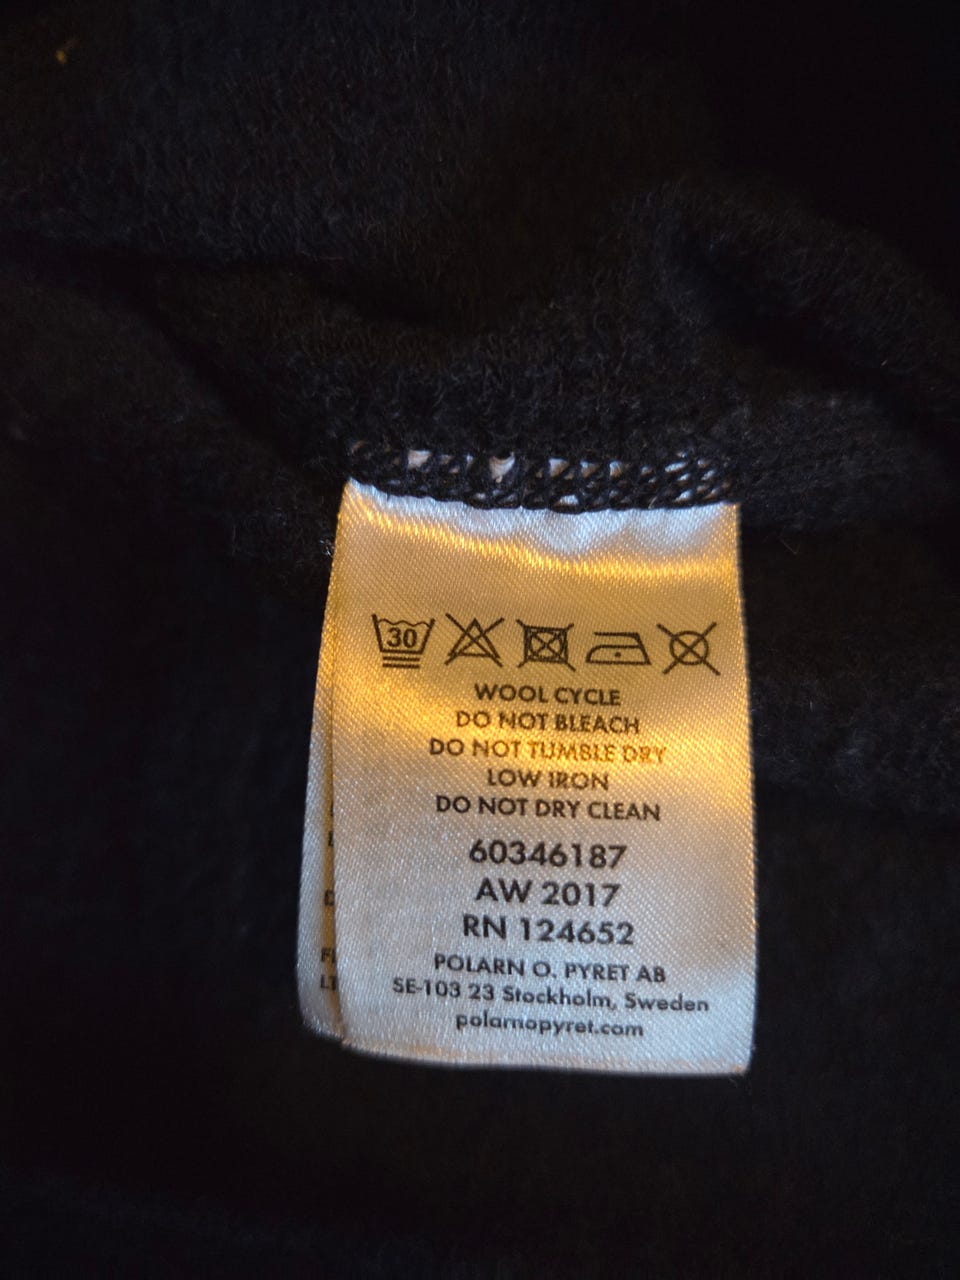 30
WOOL CYCLE
DO NOT BLEACH
DO NOT TUMBLE DRY
LOW IRON
DO NOT DRY CLEAN
60346187
AW 2017
RN 124652
POLARN O. PYRET AB
SE-103 23 Stockholm, Sweden
polarnopyret.com